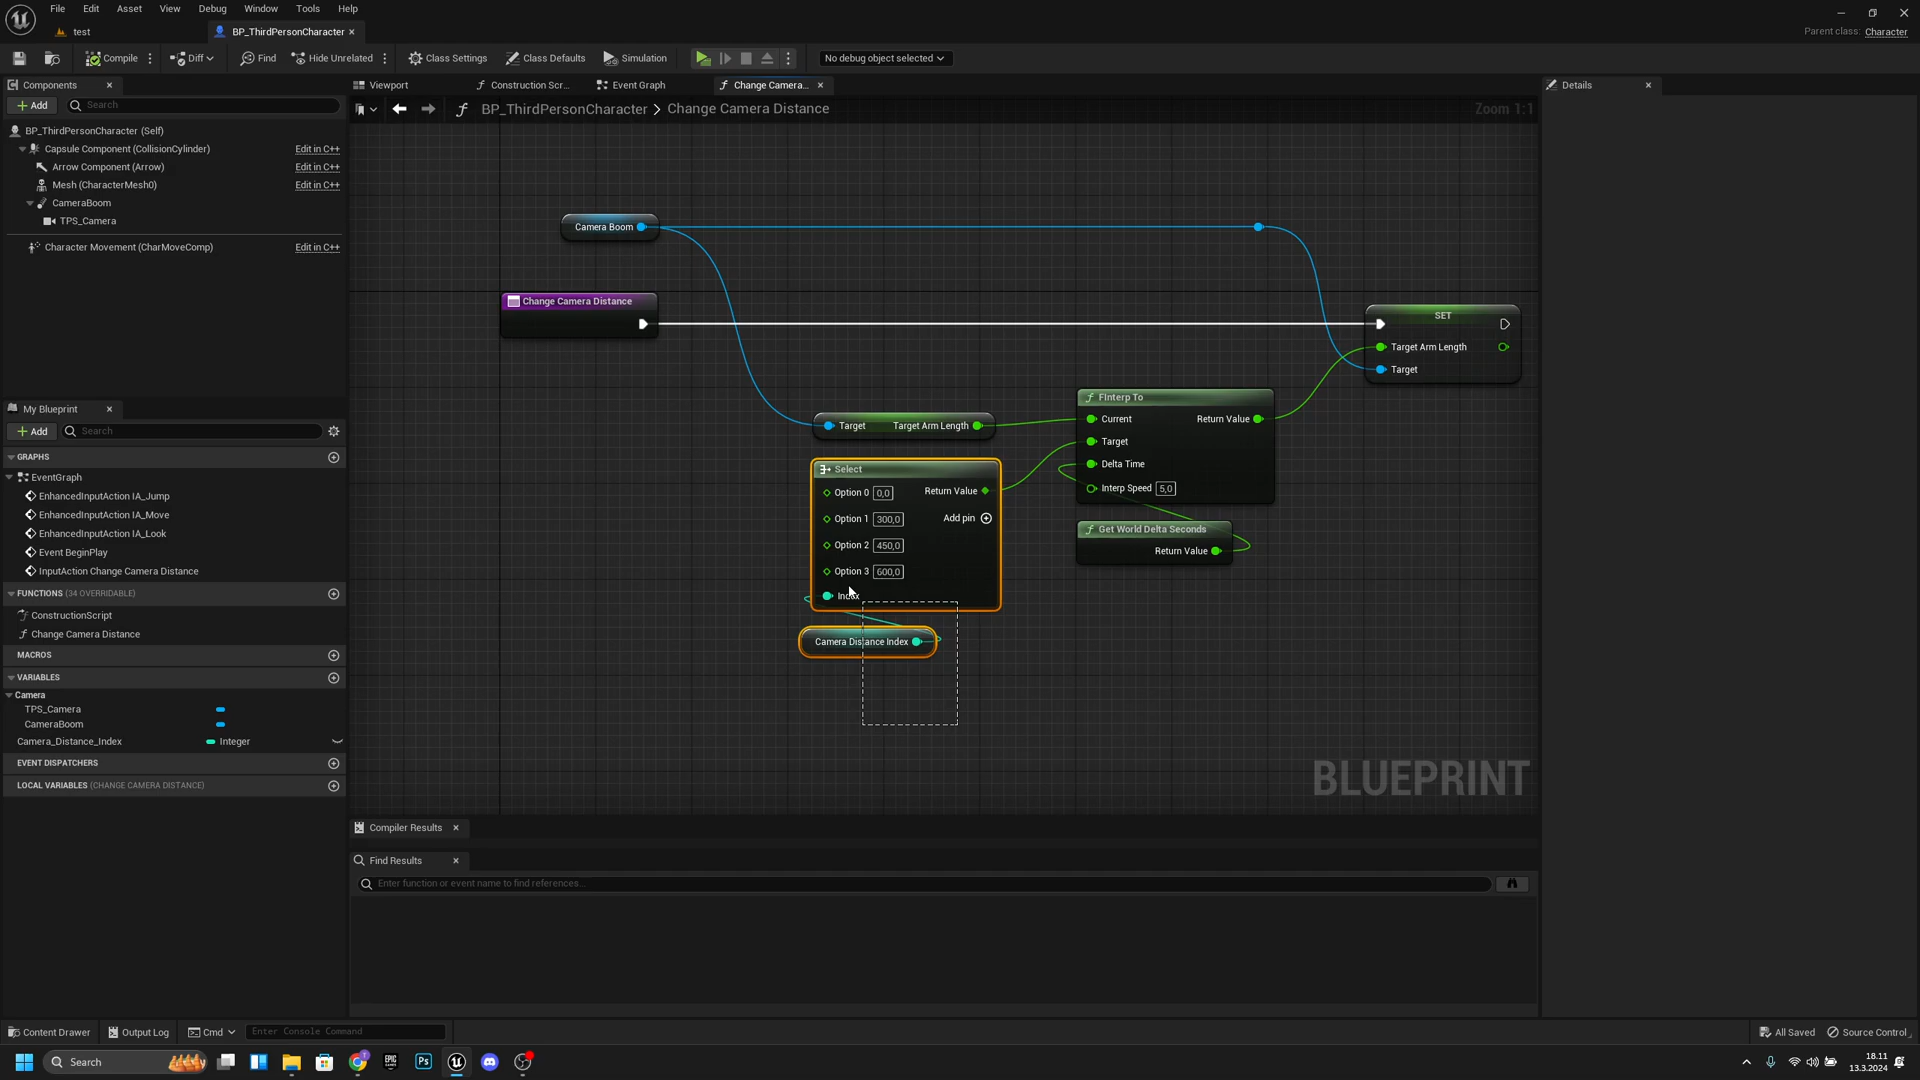 File Edit Asset View Debug Window Tools Help
test
BP_ThirdPersonCharacter
Parent class: Character
Compile Diff Find Hide Unrelated Class Settings Class Defaults Simulation No debug object selected
Components
Add Search
BP_ThirdPersonCharacter (Self)
Capsule Component (CollisionCylinder) Edit in C++
Arrow Component (Arrow) Edit in C++
Mesh (CharacterMesh0) Edit in C++
CameraBoom
TPS_Camera
Character Movement (CharMoveComp) Edit in C++
My Blueprint
Add Search
GRAPHS
EventGraph
EnhancedInputAction IA_Jump
EnhancedInputAction IA_Move
EnhancedInputAction IA_Look
Event BeginPlay
InputAction Change Camera Distance
FUNCTIONS (34 OVERRIDABLE)
ConstructionScript
Change Camera Distance
MACROS
VARIABLES
Camera
TPS_Camera
CameraBoom
Camera_Distance_Index Integer
EVENT DISPATCHERS
LOCAL VARIABLES (CHANGE CAMERA DISTANCE)
Viewport Construction Scr... Event Graph Change Camera...
BP_ThirdPersonCharacter > Change Camera Distance Zoom 1:1
Camera Boom
Change Camera Distance
SET
Target Arm Length
Target
Target Target Arm Length
FInterp To
Current Return Value
Target
Delta Time
Interp Speed 5,0
Select
Option 0 0,0 Return Value
Option 1 300,0 Add pin
Option 2 450,0
Option 3 600,0
Index
Get World Delta Seconds
Return Value
Camera Distance Index
BLUEPRINT
Compiler Results
Find Results
Enter function or event name to find references...
Details
Content Drawer Output Log Cmd Enter Console Command
All Saved Source Control
Search
EPIC
Ps
18.11
13.3.2024